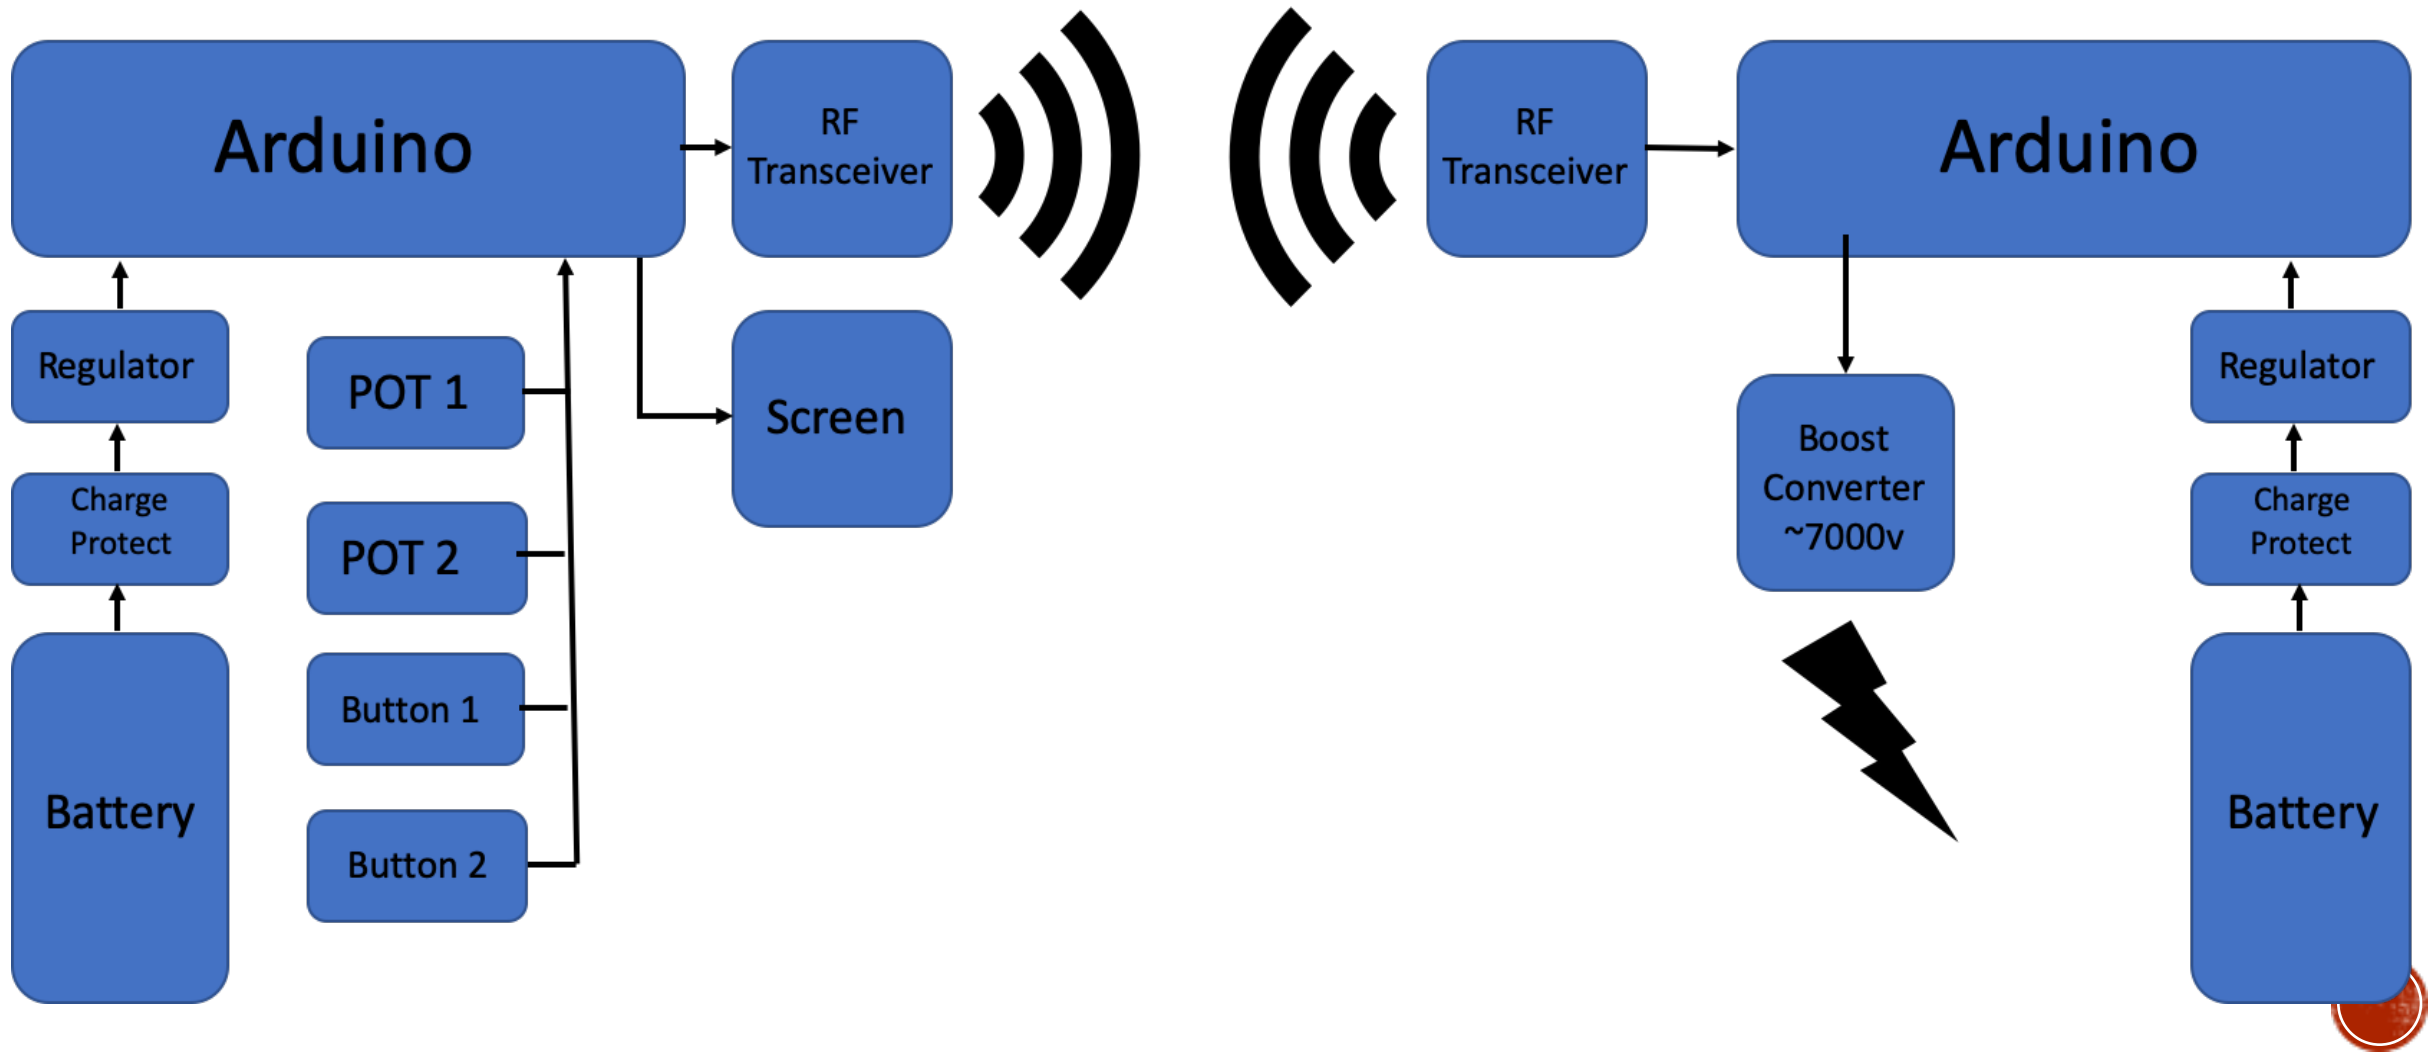 Arduino
RF
Transceiver
RF
Transceiver
Arduino
Regulator
POT 1
Screen
Charge
Protect
POT 2
Button 1
Battery
Button 2
Boost
Converter
~7000v
Regulator
Charge
Protect
Battery